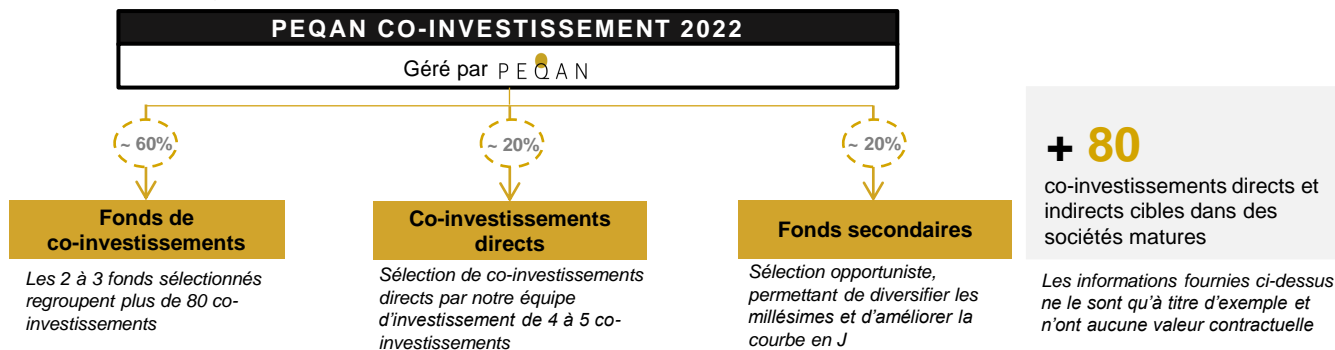 PEQAN CO-INVESTISSEMENT 2022
Géré par PEQAN
~ 60%
~ 20%
~ 20%
Fonds de
co-investissements
Les 2 à 3 fonds sélectionnés
regroupent plus de 80 co-
investissements
Co-investissements
directs
Sélection de co-investissements
directs par notre équipe
d'investissement de 4 à 5 co-
investissements
Fonds secondaires
Sélection opportuniste,
permettant de diversifier les
millésimes et d'améliorer la
courbe en J
+ 80
co-investissements directs et
indirects cibles dans des
sociétés matures
Les informations fournies ci-dessus
ne le sont qu'à titre d'exemple et
n'ont aucune valeur contractuelle